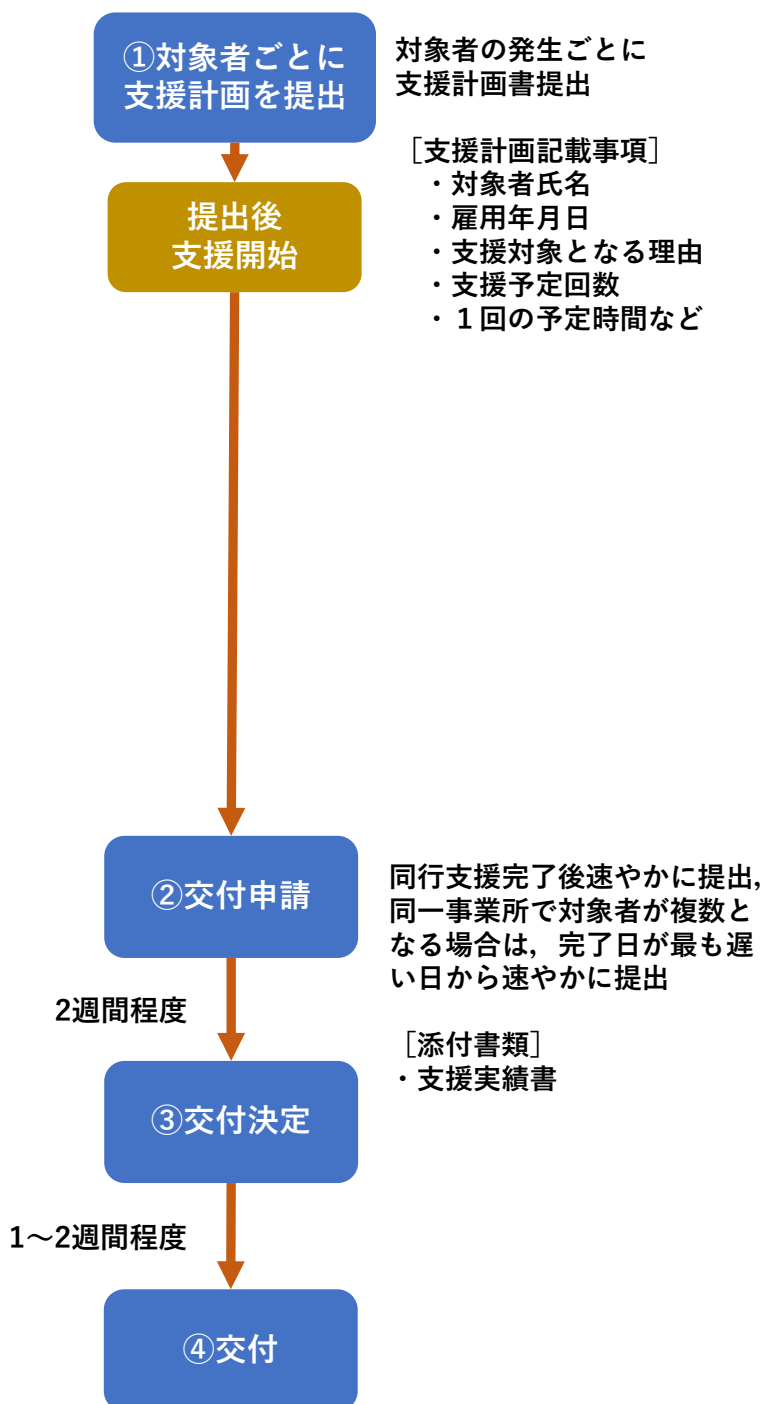 ①対象者ごとに
支援計画を提出
対象者の発生ごとに
支援計画書提出
［支援計画記載事項］
・対象者氏名
・雇用年月日
・支援対象となる理由
・支援予定回数
・１回の予定時間など
提出後
支援開始
②交付申請
同行支援完了後速やかに提出，
同一事業所で対象者が複数と
なる場合は，完了日が最も遅
い日から速やかに提出
［添付書類］
・支援実績書
2週間程度
③交付決定
1～2週間程度
④交付